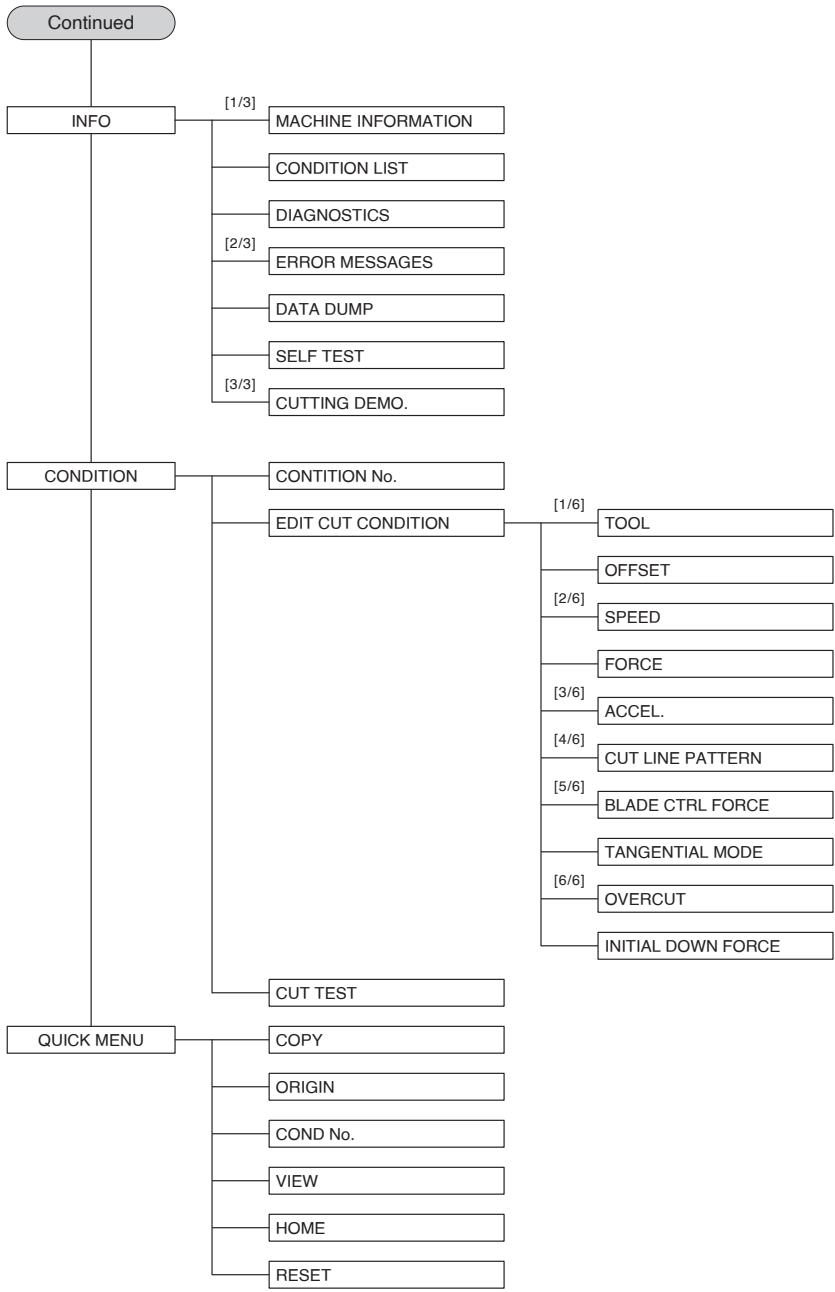 Continued
INFO
[1/3]
MACHINE INFORMATION
CONDITION LIST
DIAGNOSTICS
[2/3]
ERROR MESSAGES
DATA DUMP
SELF TEST
[3/3]
CUTTING DEMO.
CONDITION
CONTITION No.
EDIT CUT CONDITION
[1/6]
TOOL
OFFSET
[2/6]
SPEED
FORCE
[3/6]
ACCEL.
[4/6]
CUT LINE PATTERN
[5/6]
BLADE CTRL FORCE
TANGENTIAL MODE
[6/6]
OVERCUT
INITIAL DOWN FORCE
CUT TEST
QUICK MENU
COPY
ORIGIN
COND No.
VIEW
HOME
RESET